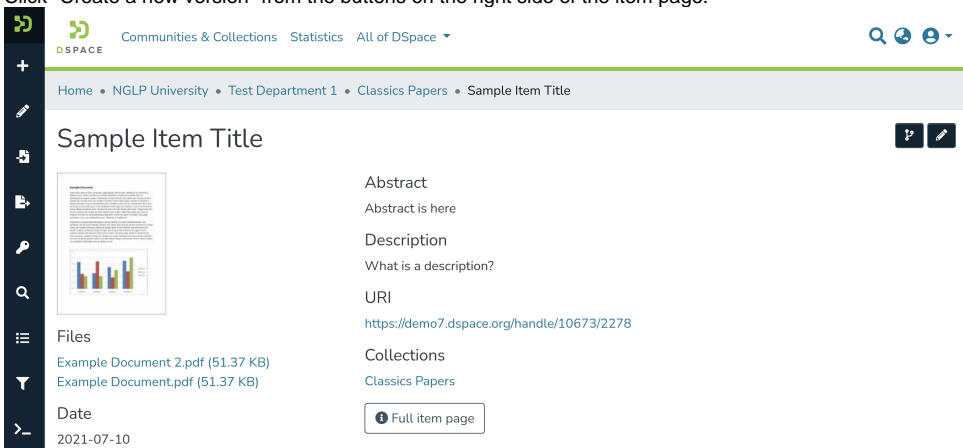 Click "Create a new version" from the buttons on the right side of the item page.
DSPACE
Communities & Collections Statistics All of DSpace
Home • NGLP University • Test Department 1 • Classics Papers • Sample Item Title
Sample Item Title
Example Document
Files
Example Document 2.pdf (51.37 KB)
Example Document.pdf (51.37 KB)
Date
2021-07-10
Abstract
Abstract is here
Description
What is a description?
URI
https://demo7.dspace.org/handle/10673/2278
Collections
Classics Papers
Full item page